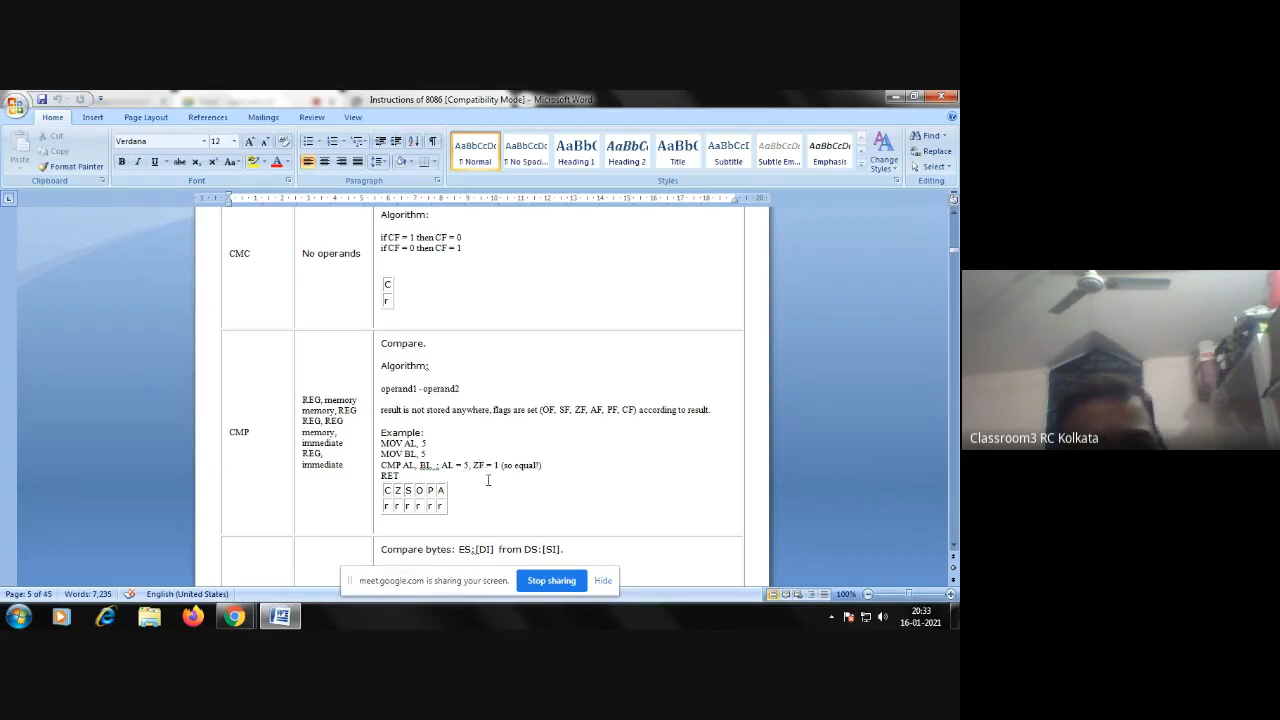 Instructions of 8086 [Compatibility Mode] - Microsoft Word
Home Insert Page Layout References Mailings Review View
Paste
Cut
Copy
Format Painter
Clipboard
Verdana 12
Font
Paragraph
AaBbCcDc AaBbCcDc AaBbC AaBbCc AaBb( AaBbCcI AaBbCcDc AaBbCcDc
¶ Normal ¶ No Spaci... Heading 1 Heading 2 Title Subtitle Subtle Em... Emphasis
Change Styles
Styles
Find
Replace
Select
Editing
CMC
No operands
Algorithm:
if CF = 1 then CF = 0
if CF = 0 then CF = 1
C
r
CMP
REG, memory
memory, REG
REG, REG
memory,
immediate
REG,
immediate
Compare.
Algorithm:
operand1 - operand2
result is not stored anywhere, flags are set (OF, SF, ZF, AF, PF, CF) according to result.
Example:
MOV AL, 5
MOV BL, 5
CMP AL, BL ; AL = 5, ZF = 1 (so equal!)
RET
C Z S O P A
r r r r r r
Compare bytes: ES:[DI] from DS:[SI].
meet.google.com is sharing your screen. Stop sharing Hide
Page: 5 of 45 Words: 7,235 English (United States) 100%
20:33
16-01-2021
Classroom3 RC Kolkata